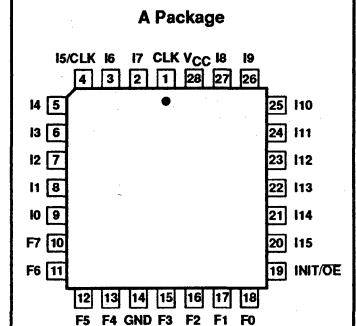 A Package
I5/CLK I6 I7 CLK VCC I8 I9
4 3 2 1 28 27 26
I4 5 25 I10
I3 6 24 I11
I2 7 23 I12
I1 8 22 I13
I0 9 21 I14
F7 10 20 I15
F6 11 19 INIT/O̅E̅
12 13 14 15 16 17 18
F5 F4 GND F3 F2 F1 F0